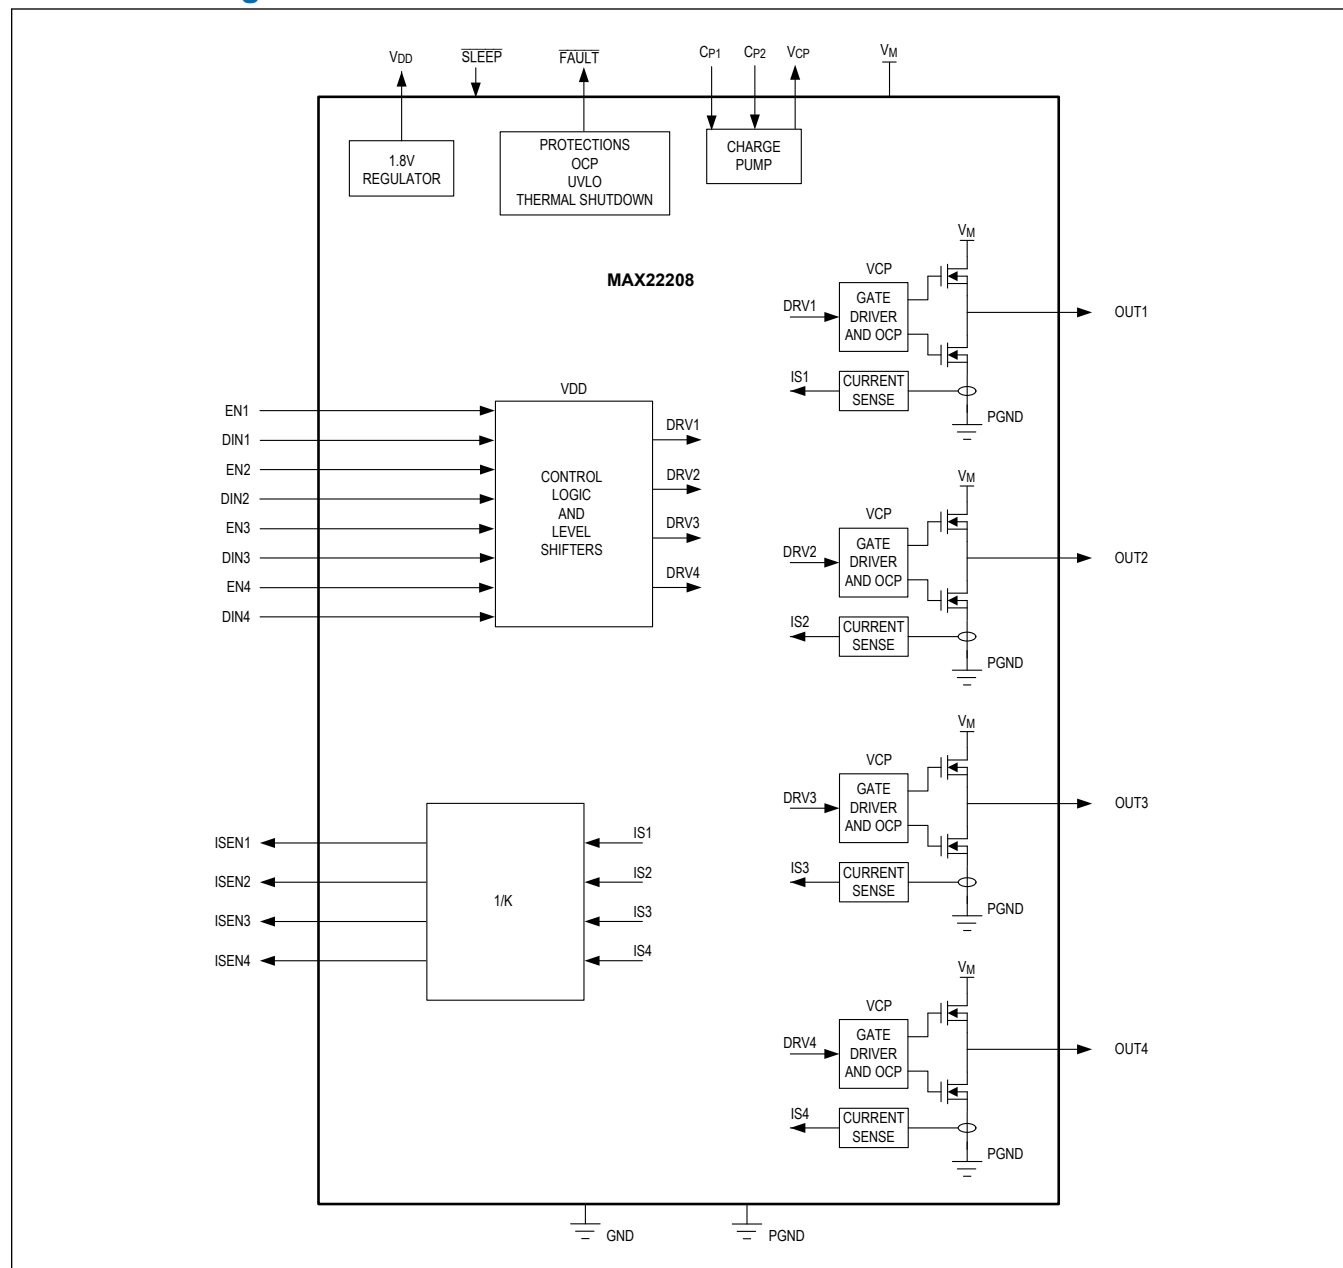 VDD
SLEEP
FAULT
CP1
CP2
VCP
VM
1.8V
REGULATOR
PROTECTIONS
OCP
UVLO
THERMAL SHUTDOWN
CHARGE
PUMP
MAX22208
VM
VCP
DRV1
GATE
DRIVER
AND OCP
OUT1
IS1
CURRENT
SENSE
PGND
VDD
EN1
DIN1
EN2
DIN2
EN3
DIN3
EN4
DIN4
CONTROL
LOGIC
AND
LEVEL
SHIFTERS
DRV1
DRV2
DRV3
DRV4
VM
VCP
DRV2
GATE
DRIVER
AND OCP
OUT2
IS2
CURRENT
SENSE
PGND
VM
VCP
DRV3
GATE
DRIVER
AND OCP
OUT3
IS3
CURRENT
SENSE
PGND
ISEN1
ISEN2
ISEN3
ISEN4
1/K
IS1
IS2
IS3
IS4
VM
VCP
DRV4
GATE
DRIVER
AND OCP
OUT4
IS4
CURRENT
SENSE
PGND
GND
PGND